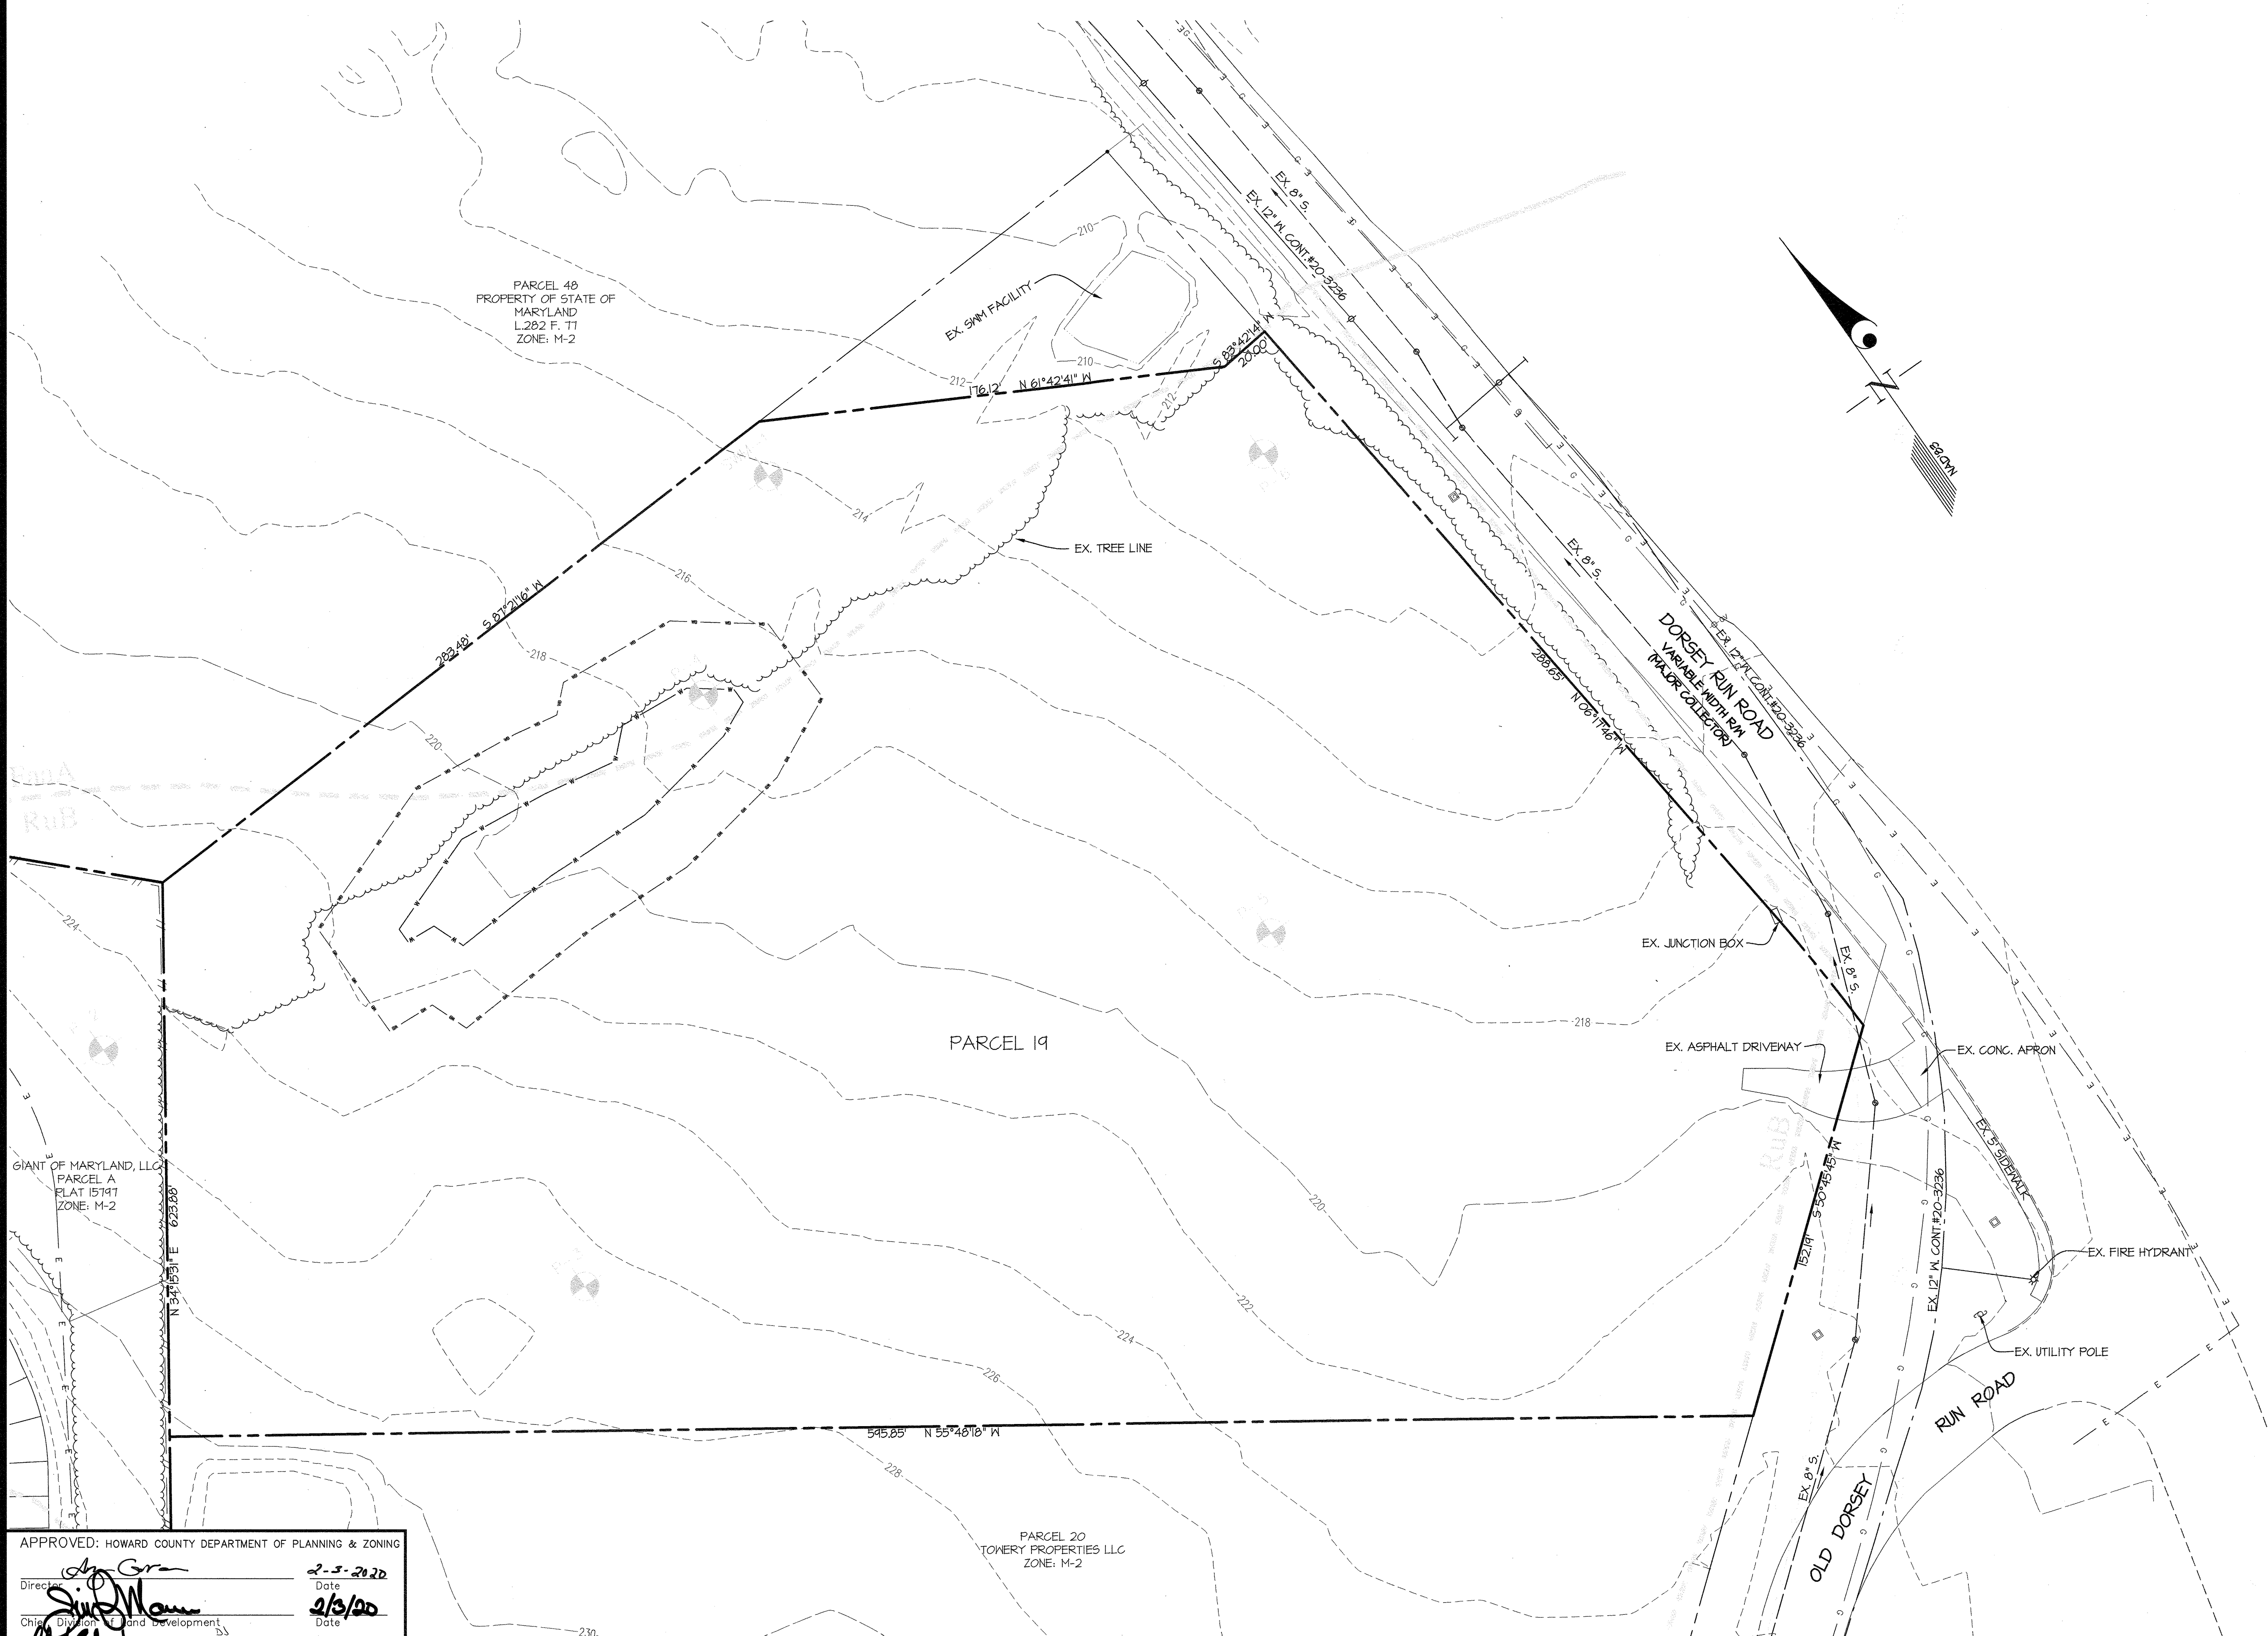 PARCEL 48
PROPERTY OF STATE OF
MARYLAND
L.282 F. 77
ZONE: M-2
EX. SWM FACILITY
210
210
212
212
176.12' N 61°42'41" W
S 83°42'14" W
20.00'
EX. 8" S.
EX. 12" W. CONT.#20-3236
NAD'83
N
214
EX. TREE LINE
216
218
220
283.48' S 87°21'16" W
288.65' N 06°17'46" W
EX. 8" S.
DORSEY RUN ROAD
VARIABLE WIDTH R/W
(MAJOR COLLECTOR)
EX. 12" W. CONT.#20-3236
RuB
224
EX. JUNCTION BOX
EX. 8" S.
218
PARCEL 19
EX. ASPHALT DRIVEWAY
EX. CONC. APRON
RuB
EX. 5' SIDEWALK
GIANT OF MARYLAND, LLC
PARCEL A
PLAT 15797
ZONE: M-2
N 34°15'31" E 623.88'
152.19' S 50°45'45" W
220
222
224
226
228
230
EX. 12" W. CONT.#20-3236
EX. FIRE HYDRANT
EX. UTILITY POLE
595.85' N 55°48'18" W
EX. 8" S.
OLD DORSEY
RUN ROAD
PARCEL 20
TOWERY PROPERTIES LLC
ZONE: M-2
APPROVED: HOWARD COUNTY DEPARTMENT OF PLANNING & ZONING
2-3-2020
Director Date
2/3/20
Chief, Division of Land Development Date